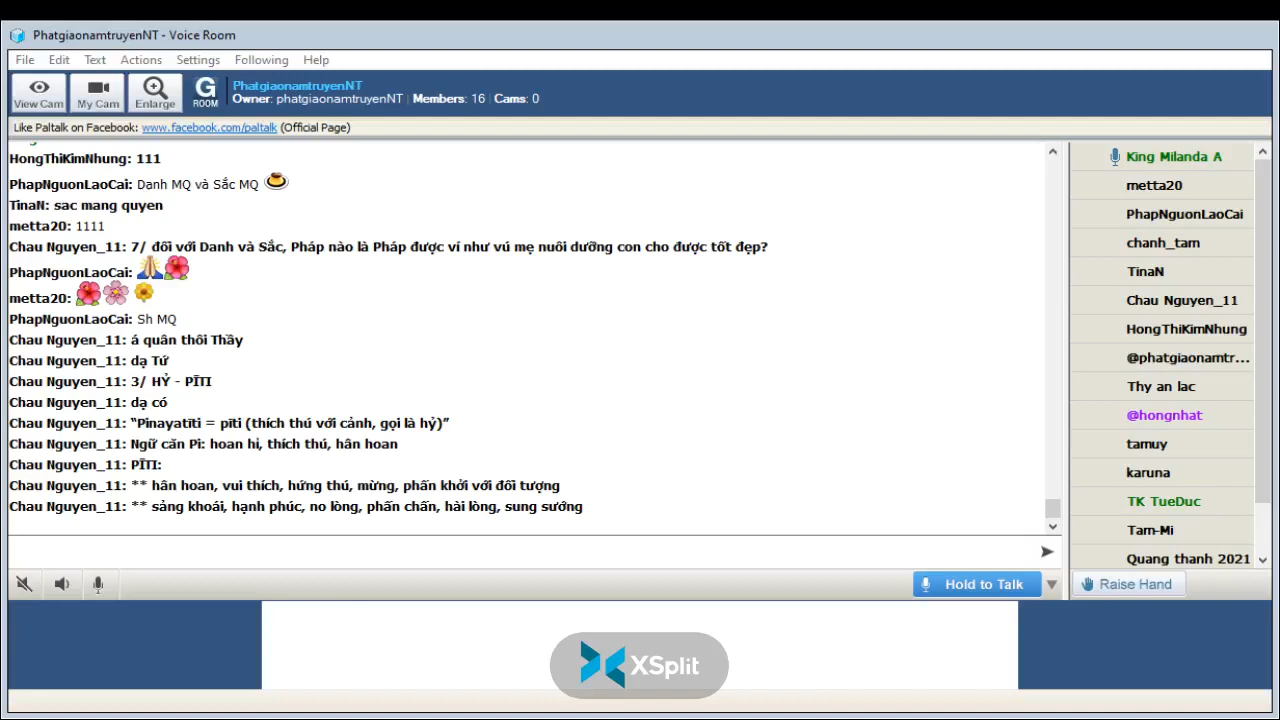 PhatgiaonamtruyenNT - Voice Room
File Edit Text Actions Settings Following Help
View Cam My Cam Enlarge G ROOM
PhatgiaonamtruyenNT
Owner: phatgiaonamtruyenNT | Members: 16 | Cams: 0
Like Paltalk on Facebook: www.facebook.com/paltalk (Official Page)
HongThiKimNhung: 111
PhapNguonLaoCai: Danh MQ và Sắc MQ
TinaN: sac mang quyen
metta20: 1111
Chau Nguyen_11: 7/ đối với Danh và Sắc, Pháp nào là Pháp được ví như vú mẹ nuôi dưỡng con cho được tốt đẹp?
PhapNguonLaoCai:
metta20:
PhapNguonLaoCai: Sh MQ
Chau Nguyen_11: á quân thôi Thầy
Chau Nguyen_11: dạ Tứ
Chau Nguyen_11: 3/ HỶ - PĪTI
Chau Nguyen_11: dạ có
Chau Nguyen_11: “Pinayatīti = pīti (thích thú với cảnh, gọi là hỷ)”
Chau Nguyen_11: Ngữ căn Pi: hoan hỉ, thích thú, hân hoan
Chau Nguyen_11: PĪTI:
Chau Nguyen_11: ** hân hoan, vui thích, hứng thú, mừng, phấn khởi với đối tượng
Chau Nguyen_11: ** sảng khoái, hạnh phúc, no lòng, phấn chấn, hài lòng, sung sướng
King Milanda A
metta20
PhapNguonLaoCai
chanh_tam
TinaN
Chau Nguyen_11
HongThiKimNhung
@phatgiaonamtr...
Thy an lac
@hongnhat
tamuy
karuna
TK TueDuc
Tam-Mi
Quang thanh 2021
Hold to Talk
Raise Hand
XSplit